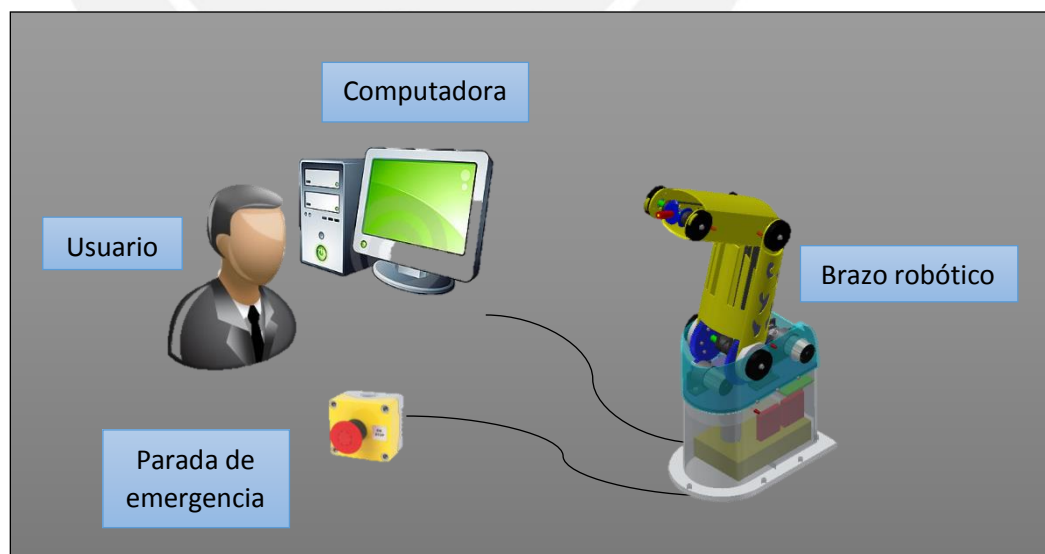 Computadora
Usuario
Brazo robótico
Parada de
emergencia